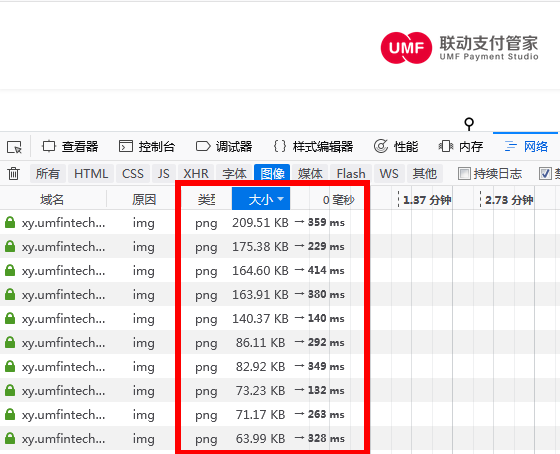 UMF 联动支付管家
UMF Payment Studio
查看器 控制台 调试器 样式编辑器 性能 内存 网络
所有 HTML CSS JS XHR 字体 图像 媒体 Flash WS 其他 持续日志
域名 原因 类 大小 0 毫秒 1.37 分钟 2.73 分钟
xy.umfintech... img png 209.51 KB → 359 ms
xy.umfintech... img png 175.38 KB → 229 ms
xy.umfintech... img png 164.60 KB → 414 ms
xy.umfintech... img png 163.91 KB → 380 ms
xy.umfintech... img png 140.37 KB → 140 ms
xy.umfintech... img png 86.11 KB → 292 ms
xy.umfintech... img png 82.92 KB → 349 ms
xy.umfintech... img png 73.23 KB → 132 ms
xy.umfintech... img png 71.17 KB → 263 ms
xy.umfintech... img png 63.99 KB → 328 ms